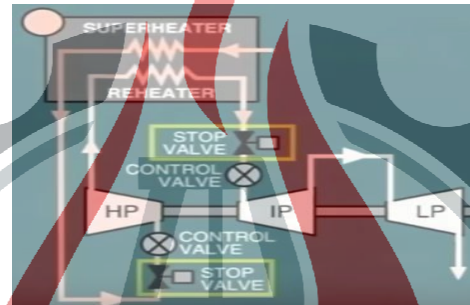 SUPERHEATER
REHEATER
STOP
VALVE
CONTROL
VALVE
HP
IP
LP
CONTROL
VALVE
STOP
VALVE